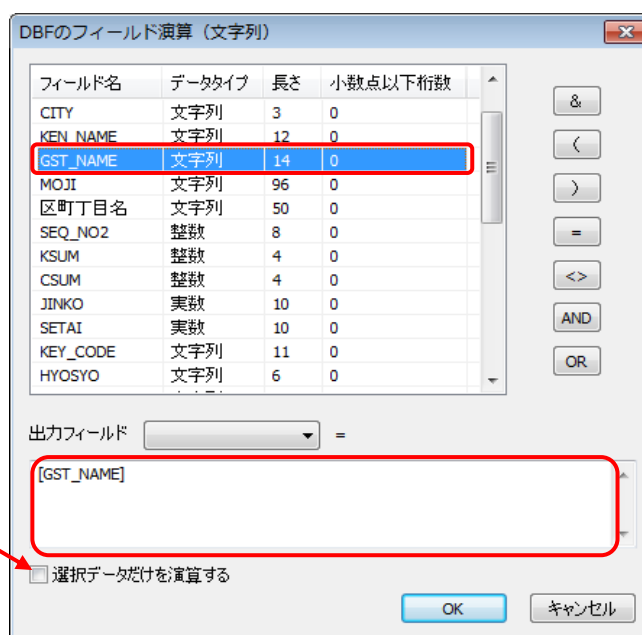 DBFのフィールド演算（文字列）
フィールド名 データタイプ 長さ 小数点以下桁数
CITY 文字列 3 0
KEN_NAME 文字列 12 0
GST_NAME 文字列 14 0
MOJI 文字列 96 0
区町丁目名 文字列 50 0
SEQ_NO2 整数 8 0
KSUM 整数 4 0
CSUM 整数 4 0
JINKO 実数 10 0
SETAI 実数 10 0
KEY_CODE 文字列 11 0
HYOSYO 文字列 6 0
&
(
)
=
<>
AND
OR
出力フィールド =
[GST_NAME]
選択データだけを演算する
OK キャンセル